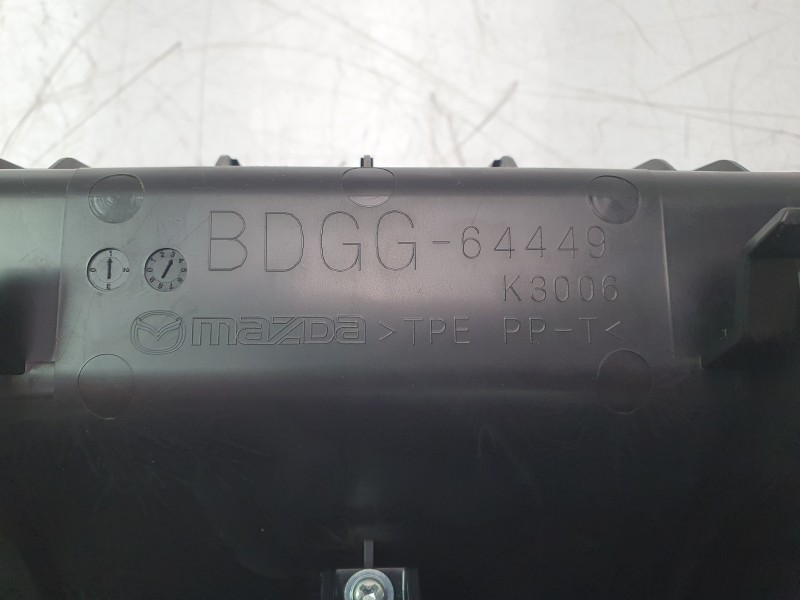 BDGG-64449
K3006
mazda >TPE PP-T<